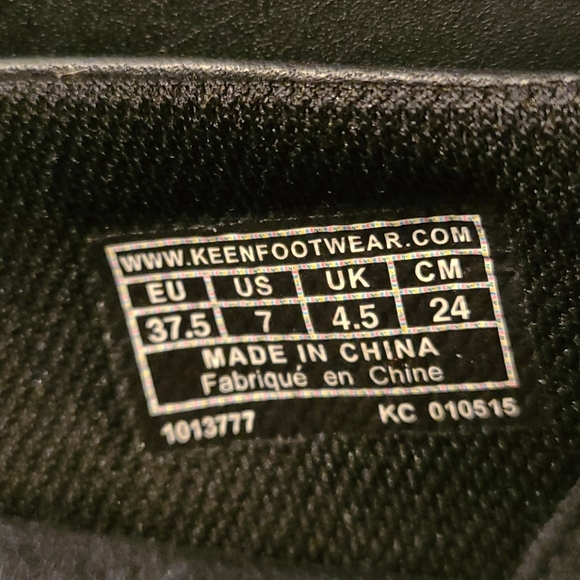 WWW.KEENFOOTWEAR.COM
EU US UK CM
37.5 7 4.5 24
MADE IN CHINA
Fabriqué en Chine
1013777 KC 010515